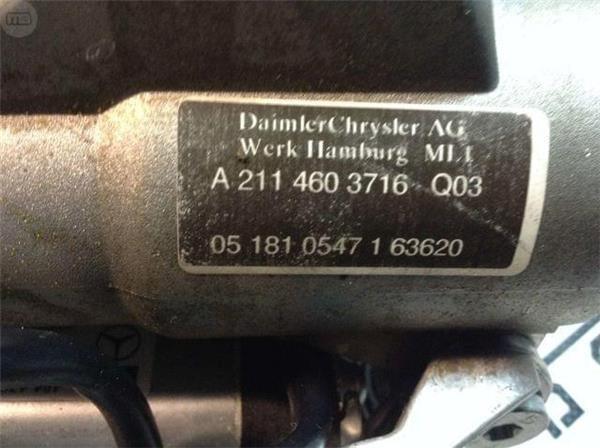 DaimlerChrysler AG
Werk Hamburg ML1
A 211 460 3716 Q03
05 181 0547 1 63620